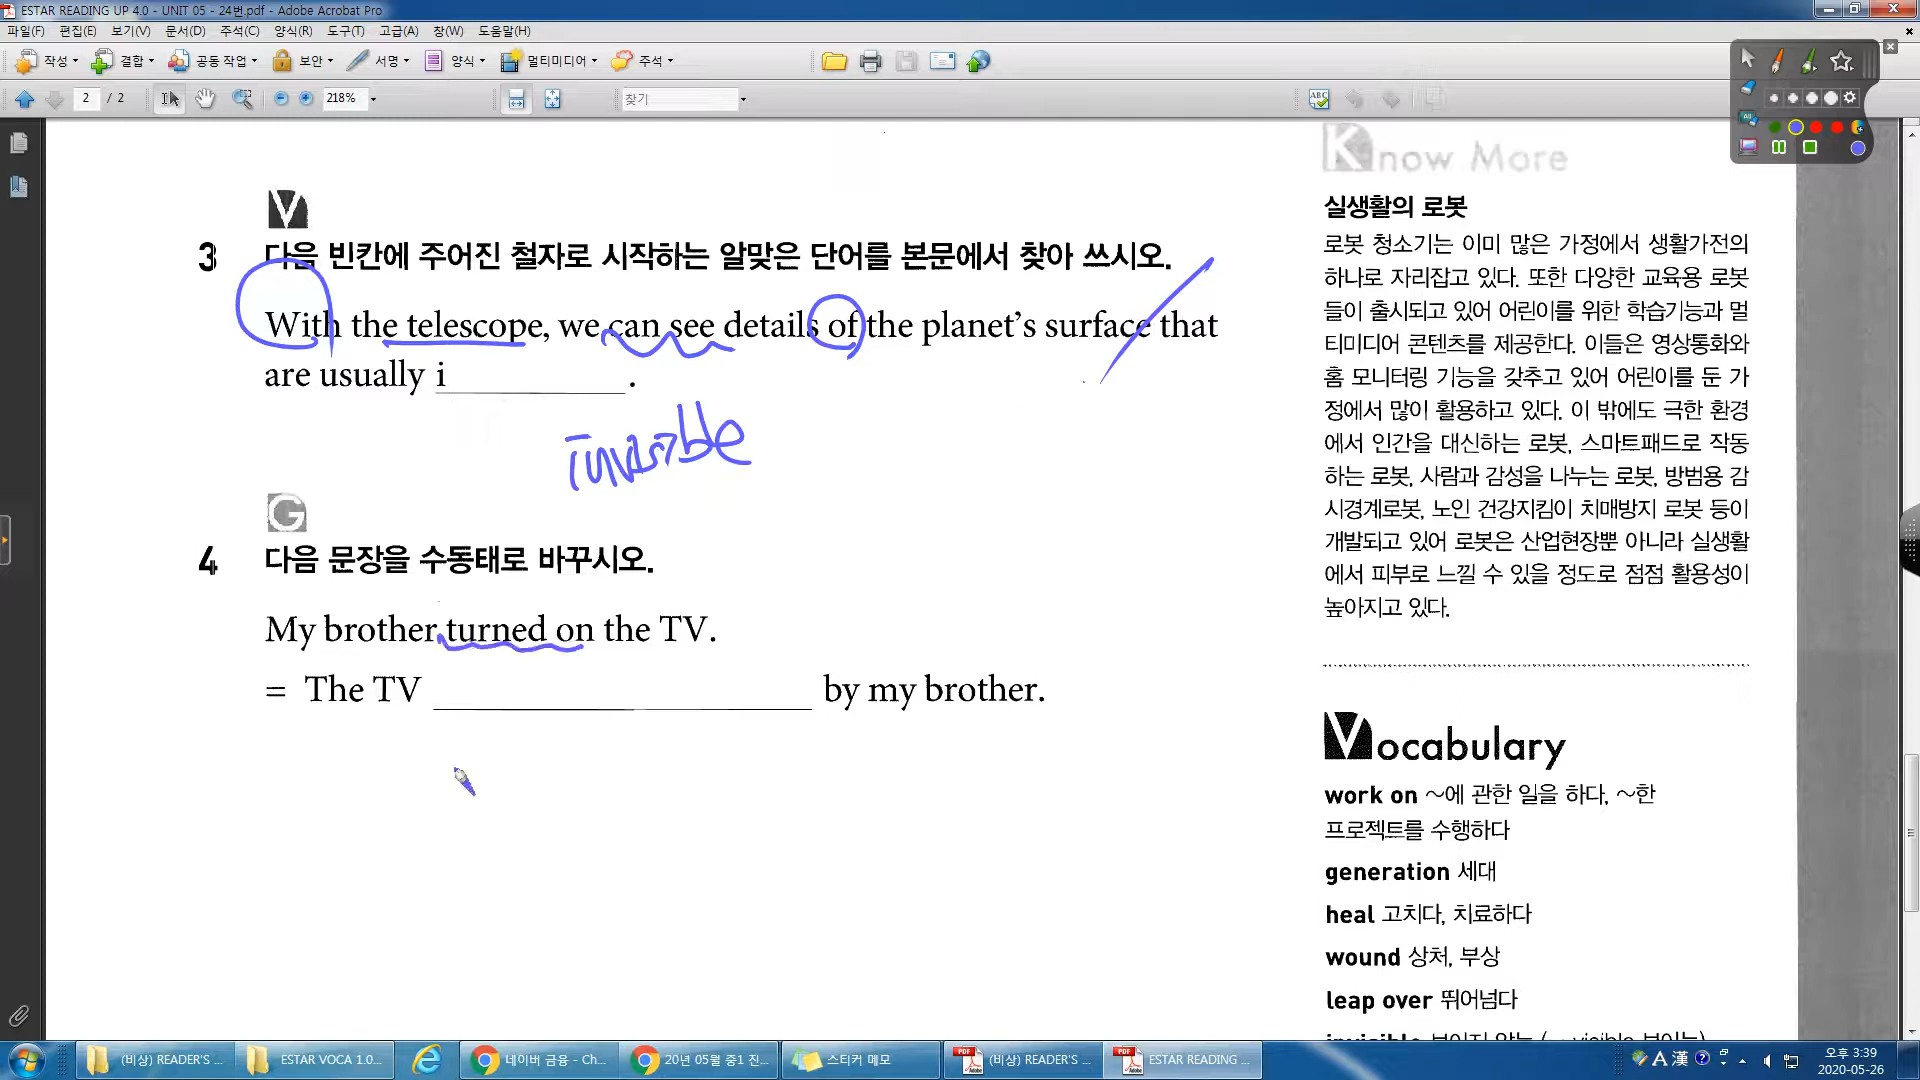 ESTAR READING UP 4.0 - UNIT 05 - 24번.pdf - Adobe Acrobat Pro
파일(F) 편집(E) 보기(V) 문서(D) 주석(C) 양식(R) 도구(T) 고급(A) 창(W) 도움말(H)
작성 결합 공동 작업 보안 서명 양식 멀티미디어 주석
2 / 2 218% 찾기
V
3 다음 빈칸에 주어진 철자로 시작하는 알맞은 단어를 본문에서 찾아 쓰시오.
With the telescope, we can see details of the planet's surface that
are usually i____________.
invisible
G
4 다음 문장을 수동태로 바꾸시오.
My brother turned on the TV.
= The TV ________________________ by my brother.
Know More
실생활의 로봇
로봇 청소기는 이미 많은 가정에서 생활가전의
하나로 자리잡고 있다. 또한 다양한 교육용 로봇
들이 출시되고 있어 어린이를 위한 학습기능과 멀
티미디어 콘텐츠를 제공한다. 이들은 영상통화와
홈 모니터링 기능을 갖추고 있어 어린이를 둔 가
정에서 많이 활용하고 있다. 이 밖에도 극한 환경
에서 인간을 대신하는 로봇, 스마트패드로 작동
하는 로봇, 사람과 감성을 나누는 로봇, 방범용 감
시경계로봇, 노인 건강지킴이 치매방지 로봇 등이
개발되고 있어 로봇은 산업현장뿐 아니라 실생활
에서 피부로 느낄 수 있을 정도로 점점 활용성이
높아지고 있다.
Vocabulary
work on ~에 관한 일을 하다, ~한
프로젝트를 수행하다
generation 세대
heal 고치다, 치료하다
wound 상처, 부상
leap over 뛰어넘다
(비상) READER'S ... ESTAR VOCA 1.0... 네이버 금융 - Ch... 20년 05월 중1 진... 스티커 메모 (비상) READER'S ... ESTAR READING ... A 漢 오후 3:39
2020-05-26